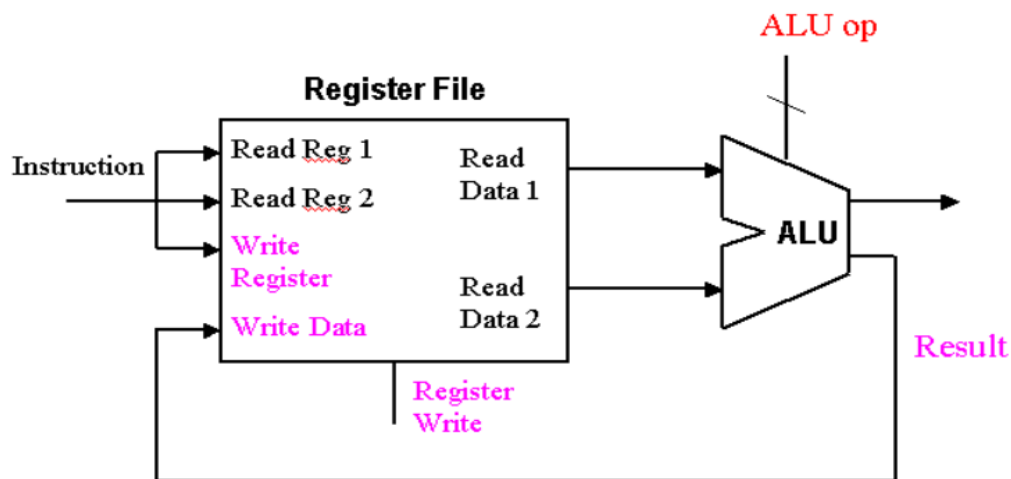 ALU op
Register File
Instruction
Read Reg 1
Read Reg 2
Write
Register
Write Data
Read
Data 1
Read
Data 2
ALU
Result
Register
Write